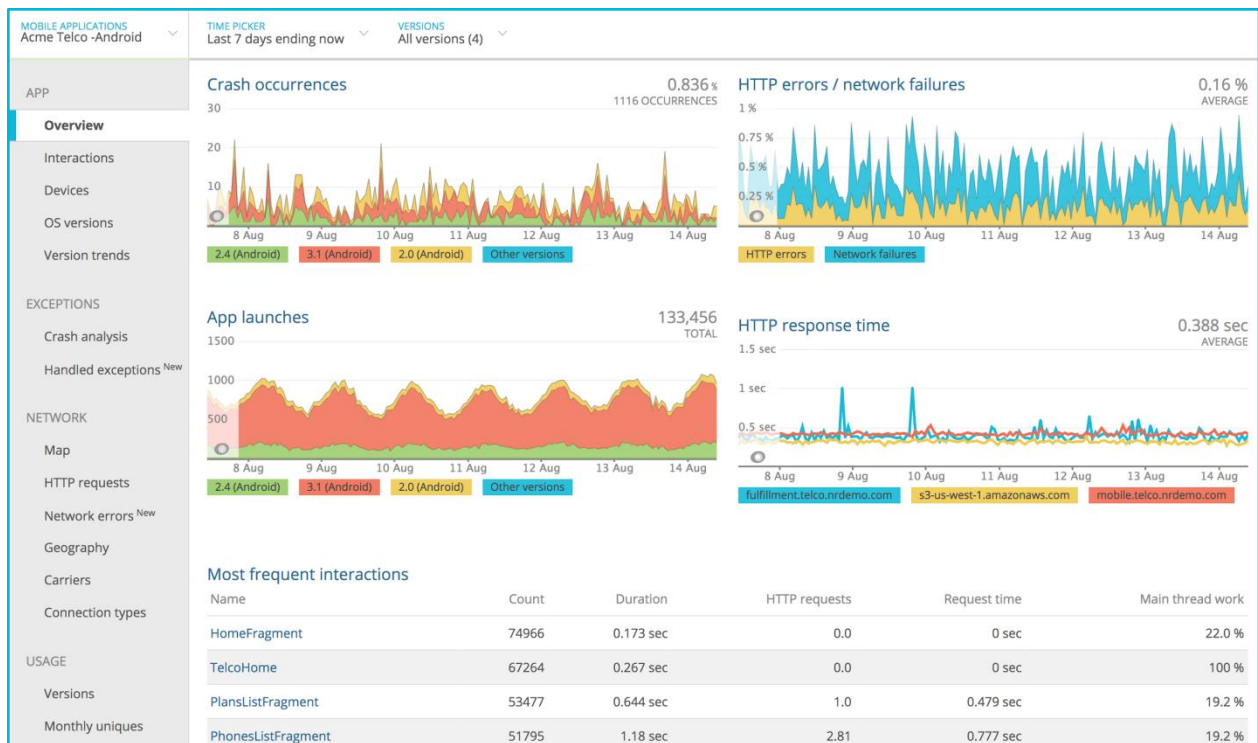 MOBILE APPLICATIONS
Acme Telco -Android
TIME PICKER
Last 7 days ending now
VERSIONS
All versions (4)
APP
Overview
Interactions
Devices
OS versions
Version trends
EXCEPTIONS
Crash analysis
Handled exceptions New
NETWORK
Map
HTTP requests
Network errors New
Geography
Carriers
Connection types
USAGE
Versions
Monthly uniques
Crash occurrences
0.836 %
1116 OCCURRENCES
30
20
10
8 Aug 9 Aug 10 Aug 11 Aug 12 Aug 13 Aug 14 Aug
2.4 (Android) 3.1 (Android) 2.0 (Android) Other versions
HTTP errors / network failures
0.16 %
AVERAGE
1 %
0.75 %
0.5 %
0.25 %
8 Aug 9 Aug 10 Aug 11 Aug 12 Aug 13 Aug 14 Aug
HTTP errors Network failures
App launches
133,456
TOTAL
1500
1000
500
8 Aug 9 Aug 10 Aug 11 Aug 12 Aug 13 Aug 14 Aug
2.4 (Android) 3.1 (Android) 2.0 (Android) Other versions
HTTP response time
0.388 sec
AVERAGE
1.5 sec
1 sec
0.5 sec
8 Aug 9 Aug 10 Aug 11 Aug 12 Aug 13 Aug 14 Aug
fulfillment.telco.nrdemo.com s3-us-west-1.amazonaws.com mobile.telco.nrdemo.com
Most frequent interactions
Name Count Duration HTTP requests Request time Main thread work
HomeFragment 74966 0.173 sec 0.0 0 sec 22.0 %
TelcoHome 67264 0.267 sec 0.0 0 sec 100 %
PlansListFragment 53477 0.644 sec 1.0 0.479 sec 19.2 %
PhonesListFragment 51795 1.18 sec 2.81 0.777 sec 19.2 %